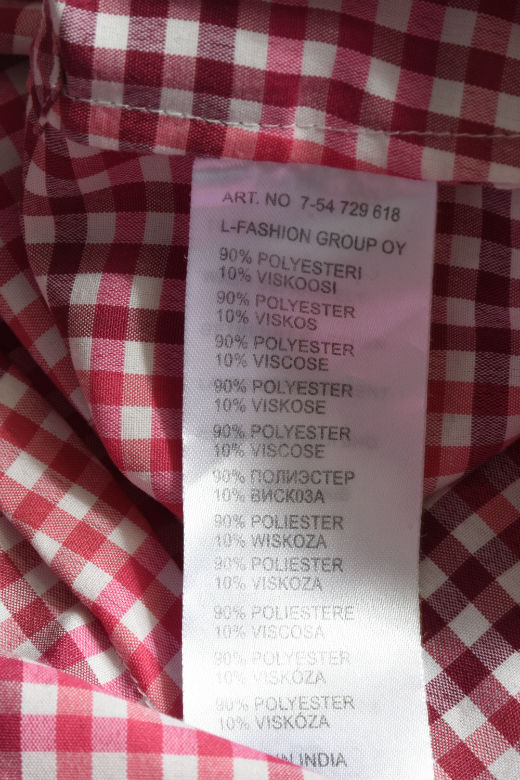 ART. NO 7-54 729 618
L-FASHION GROUP OY
90% POLYESTERI
10% VISKOOSI
90% POLYESTER
10% VISKOS
90% POLYESTER
10% VISCOSE
90% POLYESTER
10% VISKOSE
90% POLYESTER
10% VISCOSE
90% ПОЛИЭСТЕР
10% ВИСКОЗА
90% POLIESTER
10% WISKOZA
90% POLIESTER
10% VISKOZA
90% POLIESTERE
10% VISCOSA
90% POLYESTER
10% VISKÓZA
90% POLYESTER
10% VISKÓZA
IN INDIA